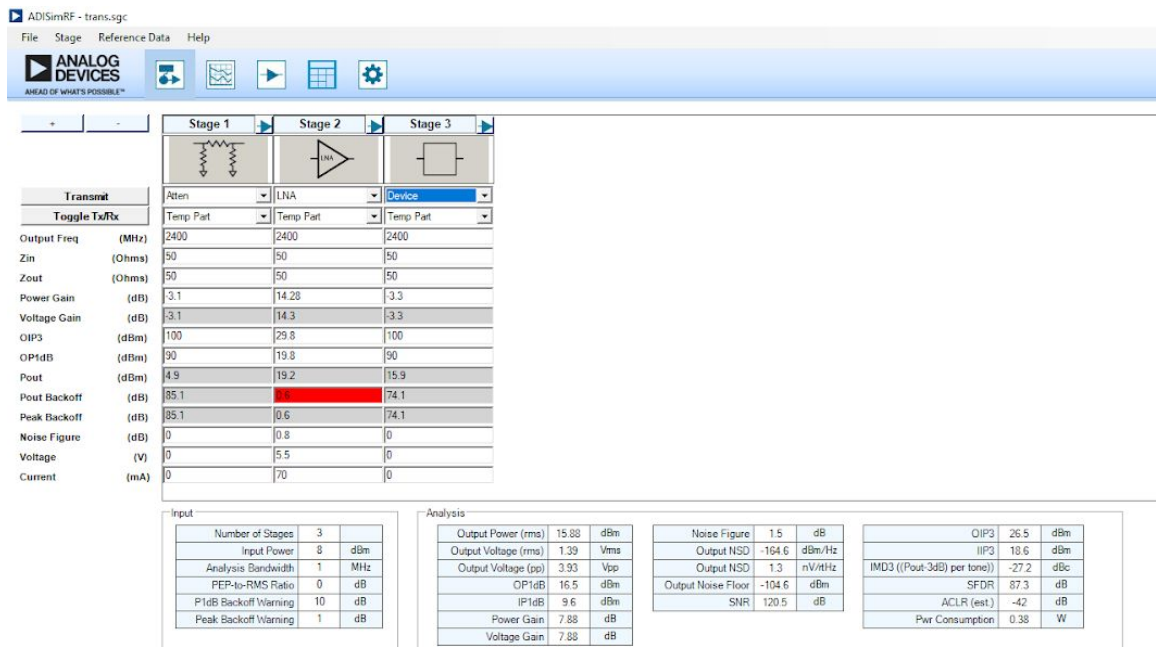 ADISimRF - trans.sgc
File Stage Reference Data Help
ANALOG
DEVICES
AHEAD OF WHAT'S POSSIBLE™
+ - Stage 1 Stage 2 Stage 3
LNA
Transmit Atten LNA Device
Toggle Tx/Rx Temp Part Temp Part Temp Part
Output Freq (MHz) 2400 2400 2400
Zin (Ohms) 50 50 50
Zout (Ohms) 50 50 50
Power Gain (dB) -3.1 14.28 -3.3
Voltage Gain (dB) -3.1 14.3 -3.3
OIP3 (dBm) 100 29.8 100
OP1dB (dBm) 90 19.8 90
Pout (dBm) 4.9 19.2 15.9
Pout Backoff (dB) 85.1 0.6 74.1
Peak Backoff (dB) 85.1 0.6 74.1
Noise Figure (dB) 0 0.8 0
Voltage (V) 0 5.5 0
Current (mA) 0 70 0
Input
Number of Stages 3
Input Power 8 dBm
Analysis Bandwidth 1 MHz
PEP-to-RMS Ratio 0 dB
P1dB Backoff Warning 10 dB
Peak Backoff Warning 1 dB
Analysis
Output Power (rms) 15.88 dBm
Output Voltage (rms) 1.39 Vrms
Output Voltage (pp) 3.93 Vpp
OP1dB 16.5 dBm
IP1dB 9.6 dBm
Power Gain 7.88 dB
Voltage Gain 7.88 dB
Noise Figure 1.5 dB
Output NSD -164.6 dBm/Hz
Output NSD 1.3 nV/rtHz
Output Noise Floor -104.6 dBm
SNR 120.5 dB
OIP3 26.5 dBm
IIP3 18.6 dBm
IMD3 ((Pout-3dB) per tone)) -27.2 dBc
SFDR 87.3 dB
ACLR (est.) -42 dB
Pwr Consumption 0.38 W